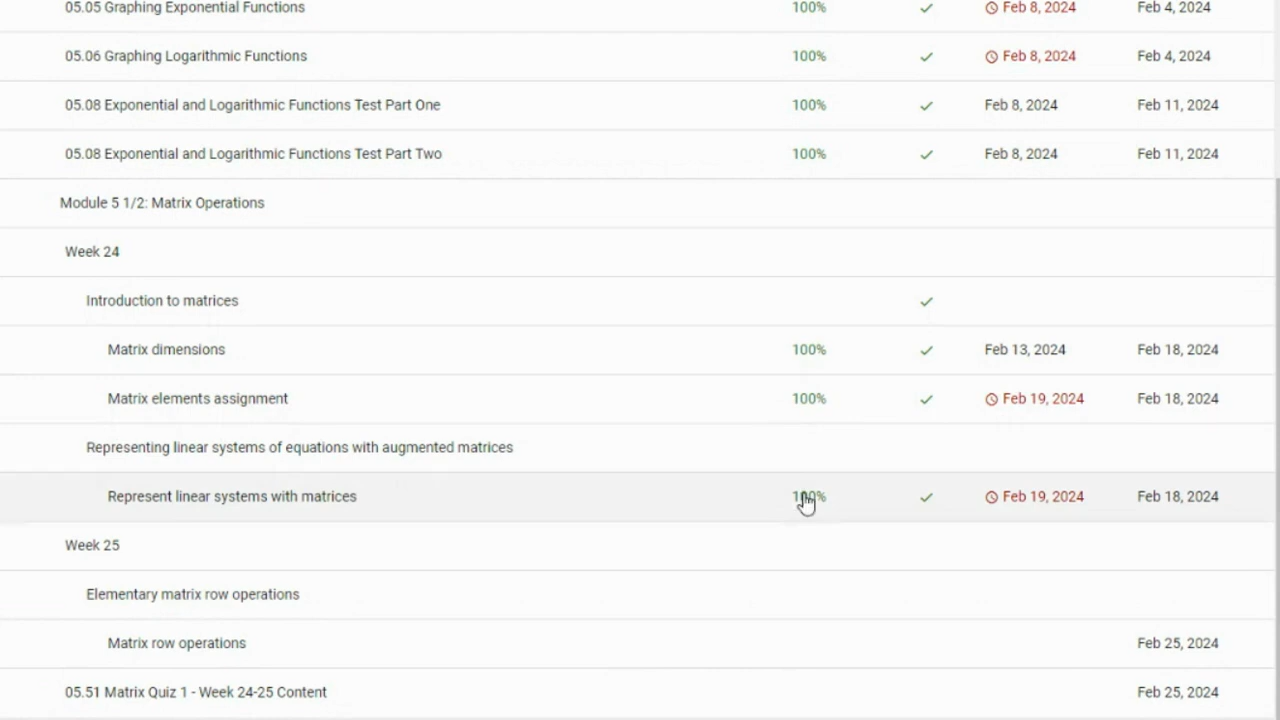 05.05 Graphing Exponential Functions 100% ✓ Feb 8, 2024 Feb 4, 2024
05.06 Graphing Logarithmic Functions 100% ✓ Feb 8, 2024 Feb 4, 2024
05.08 Exponential and Logarithmic Functions Test Part One 100% ✓ Feb 8, 2024 Feb 11, 2024
05.08 Exponential and Logarithmic Functions Test Part Two 100% ✓ Feb 8, 2024 Feb 11, 2024
Module 5 1/2: Matrix Operations
Week 24
Introduction to matrices ✓
Matrix dimensions 100% ✓ Feb 13, 2024 Feb 18, 2024
Matrix elements assignment 100% ✓ Feb 19, 2024 Feb 18, 2024
Representing linear systems of equations with augmented matrices
Represent linear systems with matrices 100% ✓ Feb 19, 2024 Feb 18, 2024
Week 25
Elementary matrix row operations
Matrix row operations Feb 25, 2024
05.51 Matrix Quiz 1 - Week 24-25 Content Feb 25, 2024